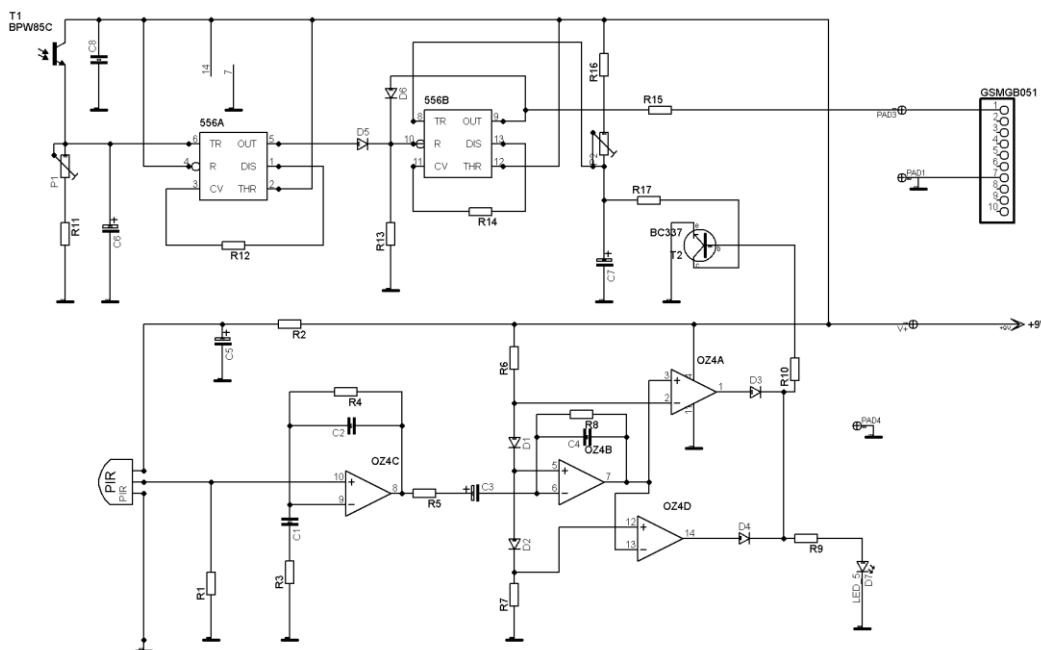 T1
BPW85C
C8
14
7
D6
R16
556A
556B
R15
GSMGB051
PAD3
1
2
3
4
5
6
7
8
9
10
PAD1
8
TR
OUT
9
6
TR
OUT
5
D5
10
R
DIS
13
4
R
DIS
1
11
CV
THR
12
3
CV
THR
2
P1
R11
C6
R12
R13
R14
R17
BC337
T2
C7
R2
C5
V+
+9V
+9V
R6
OZ4A
3
2
1
4
11
D3
R10
PAD4
R4
C2
OZ4C
10
9
8
R5
C3
D1
R8
C4
OZ4B
5
6
7
PIR
PIR
C1
R3
R1
D2
R7
OZ4D
12
13
14
D4
R9
LED_5
D7